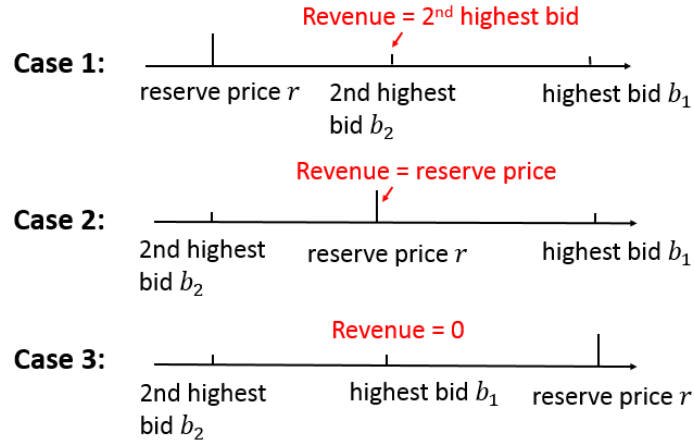 Revenue = 2nd highest bid
Case 1:
reserve price r
2nd highest
bid b₂
highest bid b₁
Revenue = reserve price
Case 2:
2nd highest
bid b₂
reserve price r
highest bid b₁
Revenue = 0
Case 3:
2nd highest
bid b₂
highest bid b₁
reserve price r